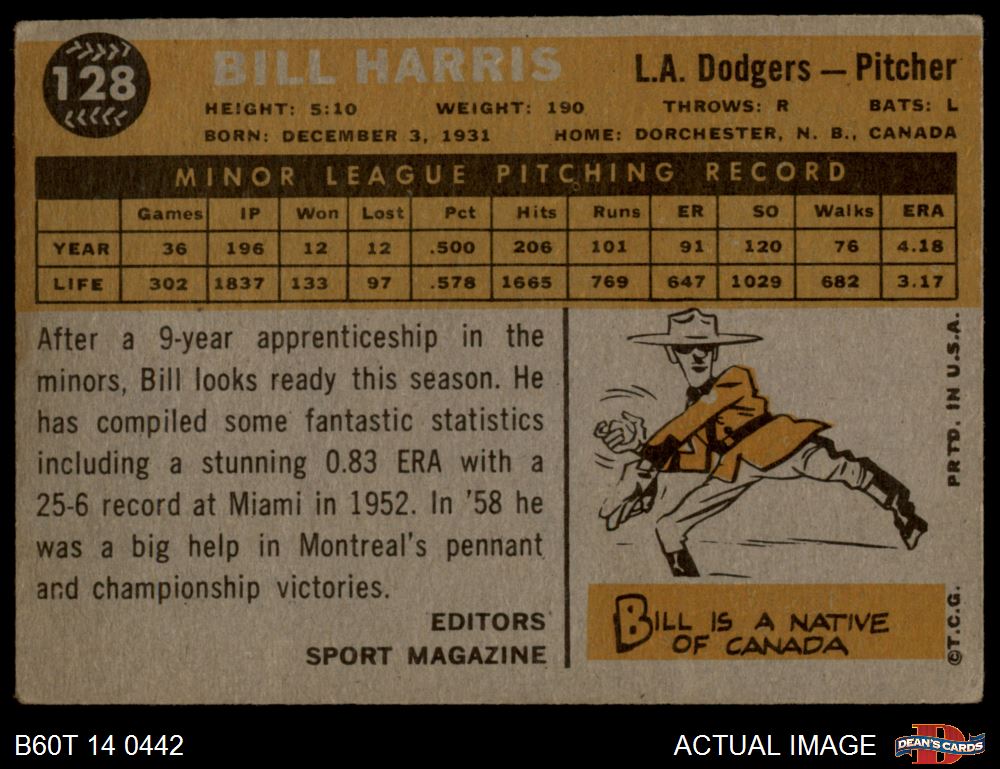 128
BILL HARRIS
L.A. Dodgers — Pitcher
HEIGHT: 5:10 WEIGHT: 190 THROWS: R BATS: L
BORN: DECEMBER 3, 1931 HOME: DORCHESTER, N. B., CANADA
MINOR LEAGUE PITCHING RECORD
Games IP Won Lost Pct Hits Runs ER SO Walks ERA
YEAR 36 196 12 12 .500 206 101 91 120 76 4.18
LIFE 302 1837 133 97 .578 1665 769 647 1029 682 3.17
After a 9-year apprenticeship in the
minors, Bill looks ready this season. He
has compiled some fantastic statistics
including a stunning 0.83 ERA with a
25-6 record at Miami in 1952. In '58 he
was a big help in Montreal's pennant
and championship victories.
EDITORS
SPORT MAGAZINE
BILL IS A NATIVE
OF CANADA
PRTD. IN U.S.A.
©T.C.G.
B60T 14 0442
ACTUAL IMAGE
D
DEAN'S CARDS